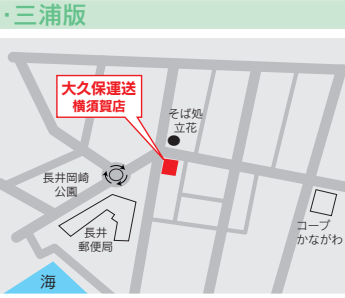 ･三浦版
大久保運送
横須賀店
そば処
立花
長井岡崎
公園
長井
郵便局
コープ
かながわ
海